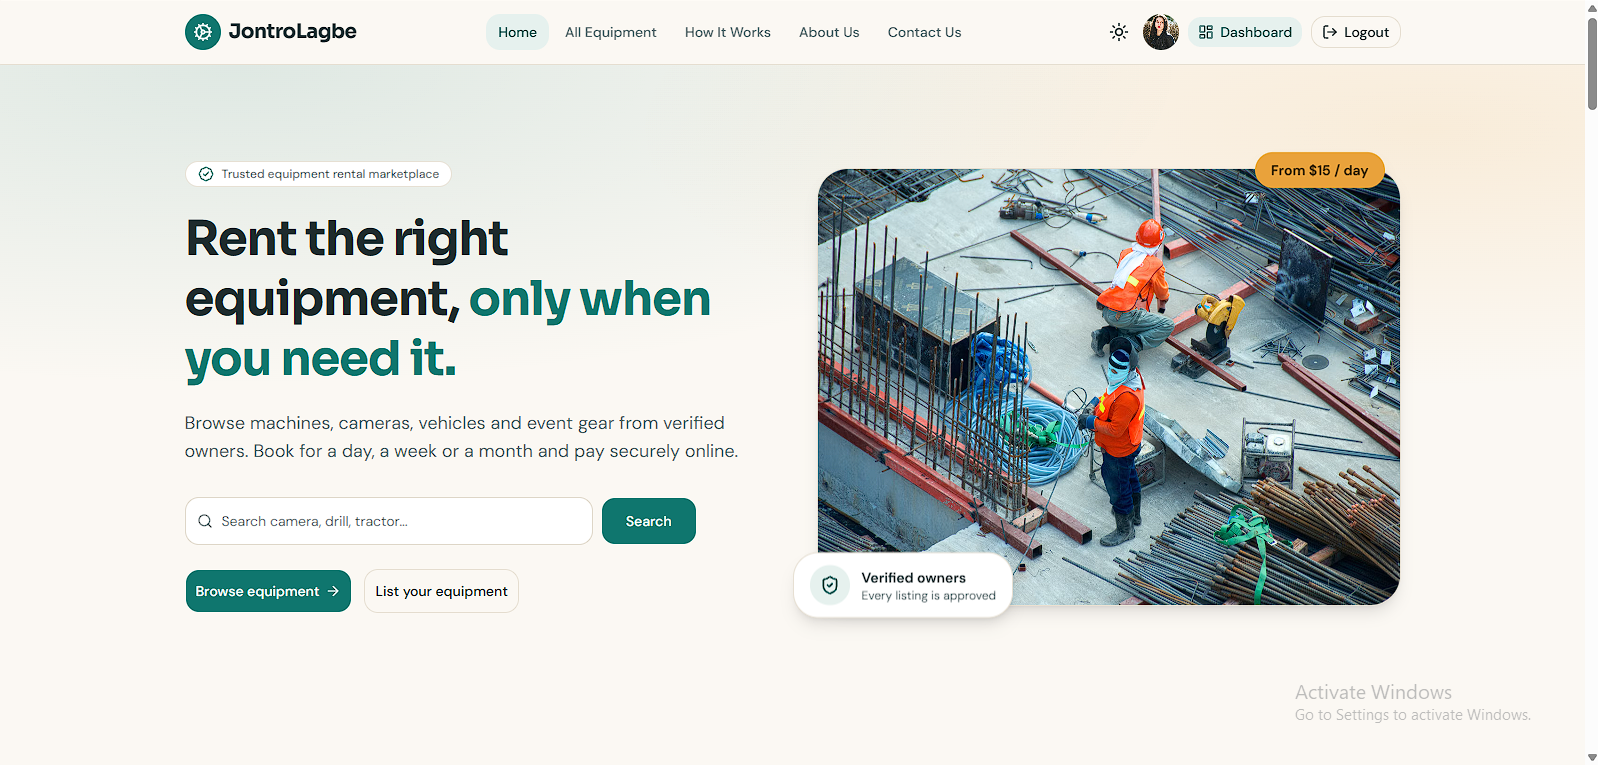 JontroLagbe
Home
All Equipment
How It Works
About Us
Contact Us
Dashboard
Logout
Trusted equipment rental marketplace
Rent the right
equipment, only when
you need it.
Browse machines, cameras, vehicles and event gear from verified
owners. Book for a day, a week or a month and pay securely online.
Search camera, drill, tractor...
Search
Browse equipment
List your equipment
From $15 / day
Verified owners
Every listing is approved
Activate Windows
Go to Settings to activate Windows.